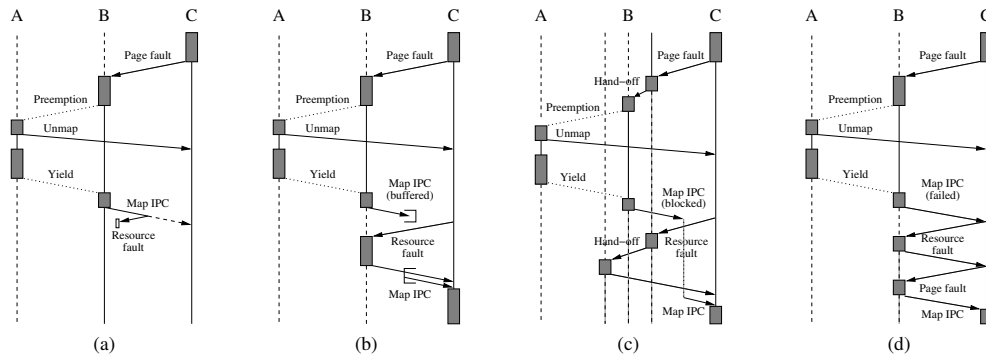 A B C
Page fault
Preemption
Unmap
Yield
Map IPC
Resource
fault
(a)
A B C
Page fault
Preemption
Unmap
Yield
Map IPC
(buffered)
Resource
fault
Map IPC
(b)
A B C
Page fault
Hand-off
Preemption
Unmap
Yield
Map IPC
(blocked)
Hand-off
Resource
fault
(c)
A B C
Page fault
Preemption
Unmap
Yield
Map IPC
(failed)
Resource
fault
Page fault
Map IPC
(d)